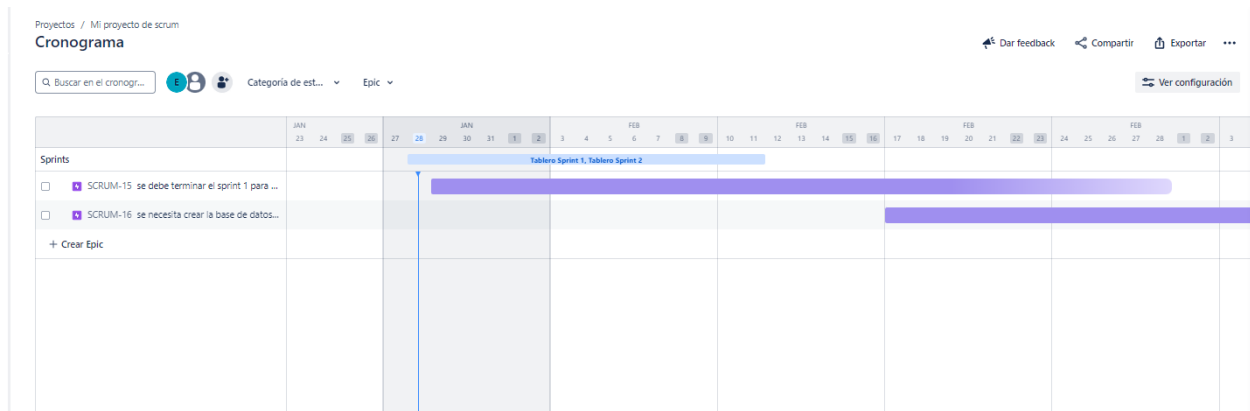 Proyectos / Mi proyecto de scrum
Cronograma
Dar feedback Compartir Exportar
Buscar en el cronogr...
E
Categoría de est... Epic
Ver configuración
JAN JAN FEB FEB FEB FEB
23 24 25 26 27 28 29 30 31 1 2 3 4 5 6 7 8 9 10 11 12 13 14 15 16 17 18 19 20 21 22 23 24 25 26 27 28 1 2 3
Sprints
Tablero Sprint 1, Tablero Sprint 2
SCRUM-15 se debe terminar el sprint 1 para ...
SCRUM-16 se necesita crear la base de datos...
+ Crear Epic